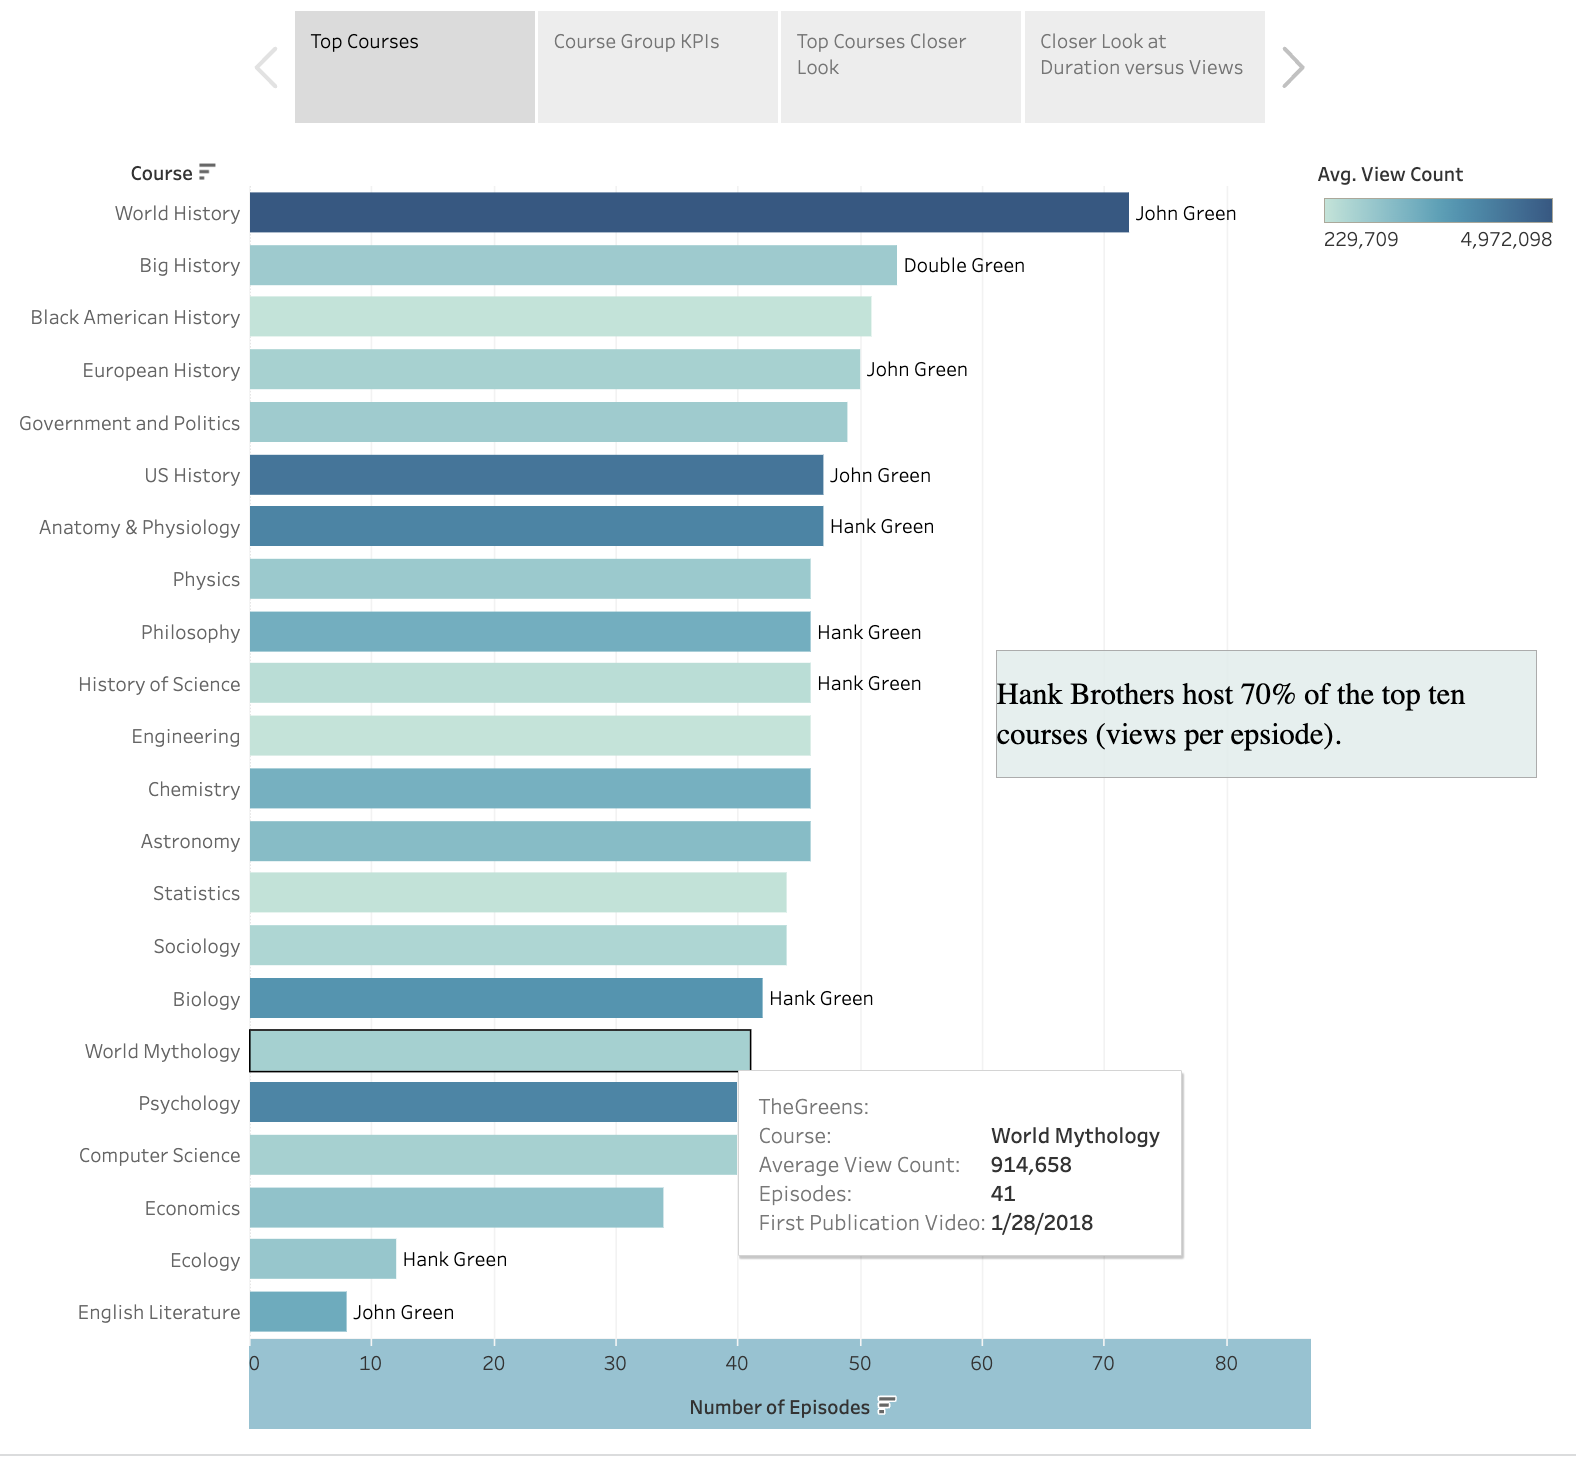 Top Courses
Course Group KPIs
Top Courses Closer
Look
Closer Look at
Duration versus Views
Course
Avg. View Count
229,709 4,972,098
World History John Green
Big History Double Green
Black American History
European History John Green
Government and Politics
US History John Green
Anatomy & Physiology Hank Green
Physics
Philosophy Hank Green
History of Science Hank Green
Engineering
Chemistry
Astronomy
Statistics
Sociology
Biology Hank Green
World Mythology
Psychology
Computer Science
Economics
Ecology Hank Green
English Literature John Green
Hank Brothers host 70% of the top ten
courses (views per epsiode).
TheGreens:
Course: World Mythology
Average View Count: 914,658
Episodes: 41
First Publication Video: 1/28/2018
0 10 20 30 40 50 60 70 80
Number of Episodes